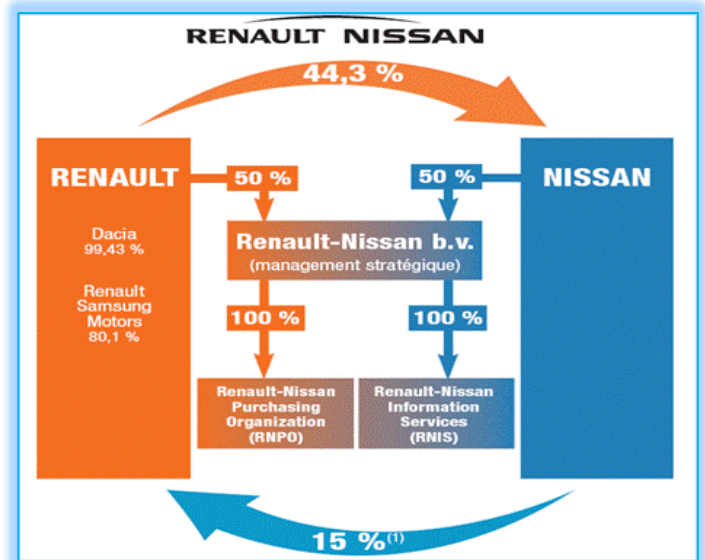 RENAULT NISSAN
44,3 %
RENAULT
50 %
50 %
NISSAN
Dacia
99,43 %
Renault
Samsung
Motors
80,1 %
Renault-Nissan b.v.
(management stratégique)
100 %
100 %
Renault-Nissan
Purchasing
Organization
(RNPO)
Renault-Nissan
Information
Services
(RNIS)
15 %(1)